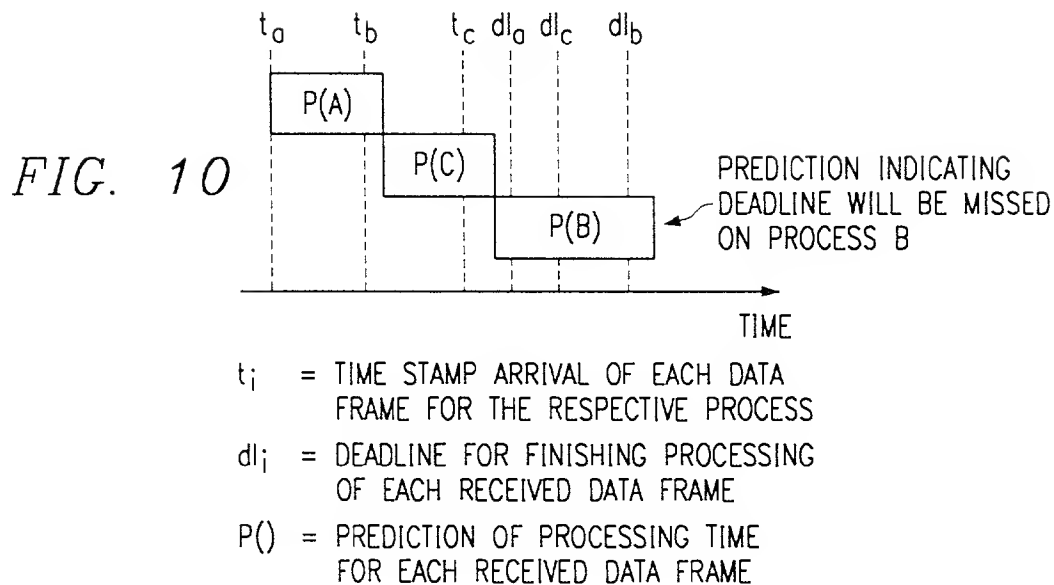 t_a t_b t_c dl_a dl_c dl_b
P(A)
P(C)
FIG. 10
P(B)
PREDICTION INDICATING
DEADLINE WILL BE MISSED
ON PROCESS B
TIME
t_i = TIME STAMP ARRIVAL OF EACH DATA
FRAME FOR THE RESPECTIVE PROCESS
dl_i = DEADLINE FOR FINISHING PROCESSING
OF EACH RECEIVED DATA FRAME
P() = PREDICTION OF PROCESSING TIME
FOR EACH RECEIVED DATA FRAME